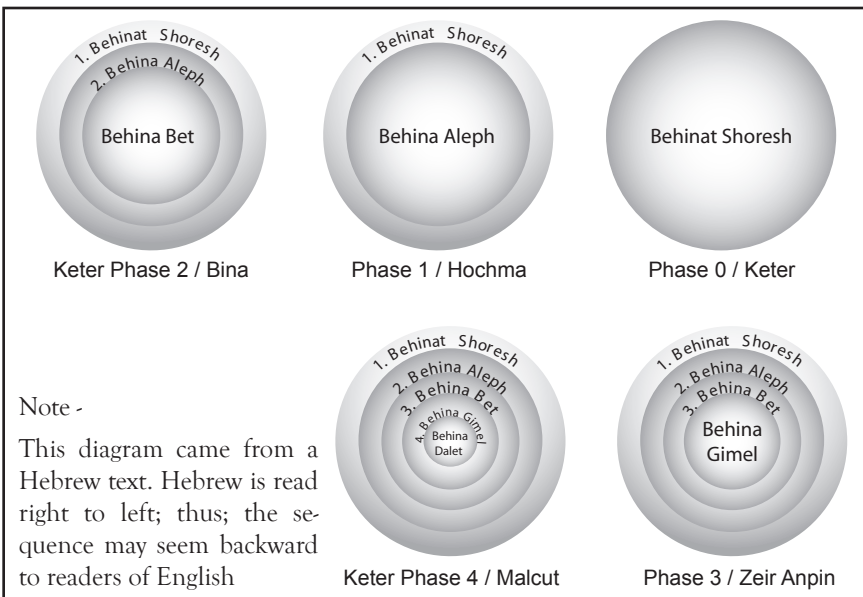 1. Behinat Shoresh
2. Behina Aleph
Behina Bet
Keter Phase 2 / Bina
1. Behinat Shoresh
Behina Aleph
Phase 1 / Hochma
Behinat Shoresh
Phase 0 / Keter
Note -
This diagram came from a
Hebrew text. Hebrew is read
right to left; thus; the se-
quence may seem backward
to readers of English
1. Behinat Shoresh
2. Behina Aleph
3. Behina Bet
4. Behina Gimel
Behina
Dalet
Keter Phase 4 / Malcut
1. Behinat Shoresh
2. Behina Aleph
3. Behina Bet
Behina
Gimel
Phase 3 / Zeir Anpin